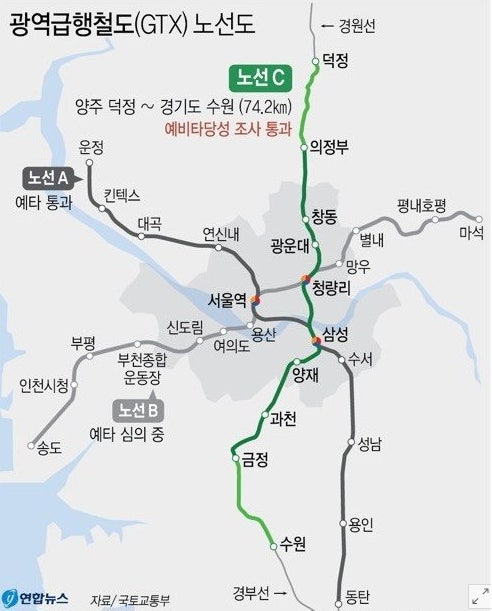 광역급행철도(GTX) 노선도
← 경원선
덕정
노선 C
양주 덕정 ~ 경기도 수원 (74.2㎞)
예비타당성 조사 통과
의정부
운정
노선 A
예타 통과
킨텍스
대곡
연신내
창동
광운대
평내호평
마석
별내
망우
청량리
서울역
삼성
신도림
용산
여의도
수서
부평
부천종합
운동장
양재
인천시청
노선 B
예타 심의 중
과천
송도
금정
성남
용인
수원
경부선 →
동탄
연합뉴스
자료/국토교통부